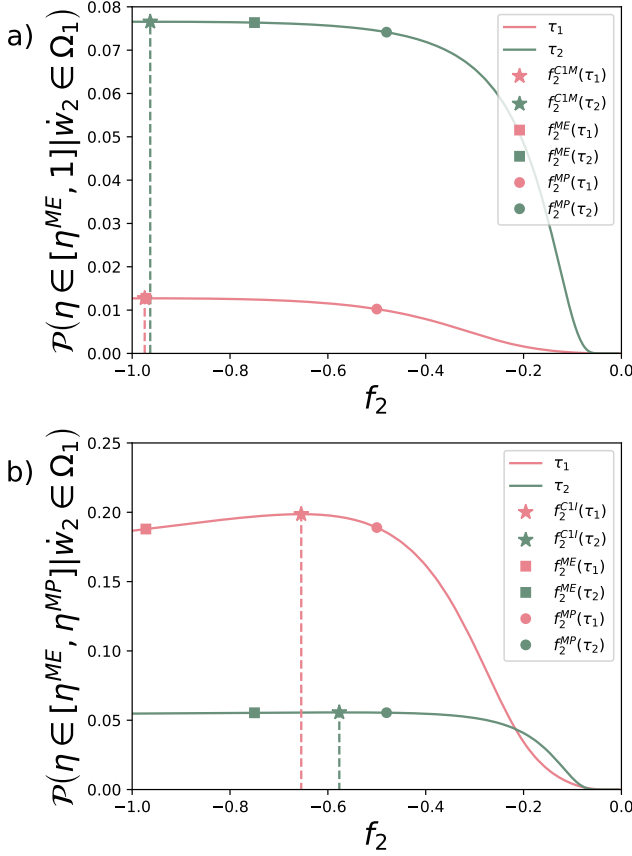 a)
𝒫(η ∈ [η^{ME}, 1]|ẇ₂ ∈ Ω₁)
0.08
0.07
0.06
0.05
0.04
0.03
0.02
0.01
0.00
τ₁
τ₂
f₂^{C1M}(τ₁)
f₂^{C1M}(τ₂)
f₂^{ME}(τ₁)
f₂^{ME}(τ₂)
f₂^{MP}(τ₁)
f₂^{MP}(τ₂)
−1.0 −0.8 −0.6 −0.4 −0.2 0.0
f₂
b)
𝒫(η ∈ [η^{ME}, η^{MP}]|ẇ₂ ∈ Ω₁)
0.25
0.20
0.15
0.10
0.05
0.00
τ₁
τ₂
f₂^{C1I}(τ₁)
f₂^{C1I}(τ₂)
f₂^{ME}(τ₁)
f₂^{ME}(τ₂)
f₂^{MP}(τ₁)
f₂^{MP}(τ₂)
−1.0 −0.8 −0.6 −0.4 −0.2 0.0
f₂